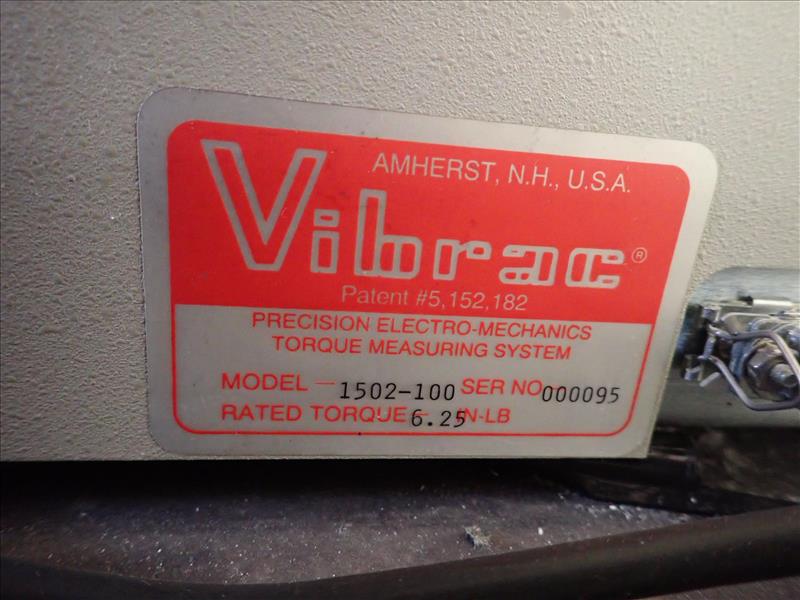 AMHERST, N.H., U.S.A.
Vibrac®
Patent #5,152,182
PRECISION ELECTRO-MECHANICS
TORQUE MEASURING SYSTEM
MODEL – 1502-100 SER NO– 000095
RATED TORQUE – 6.25 IN-LB